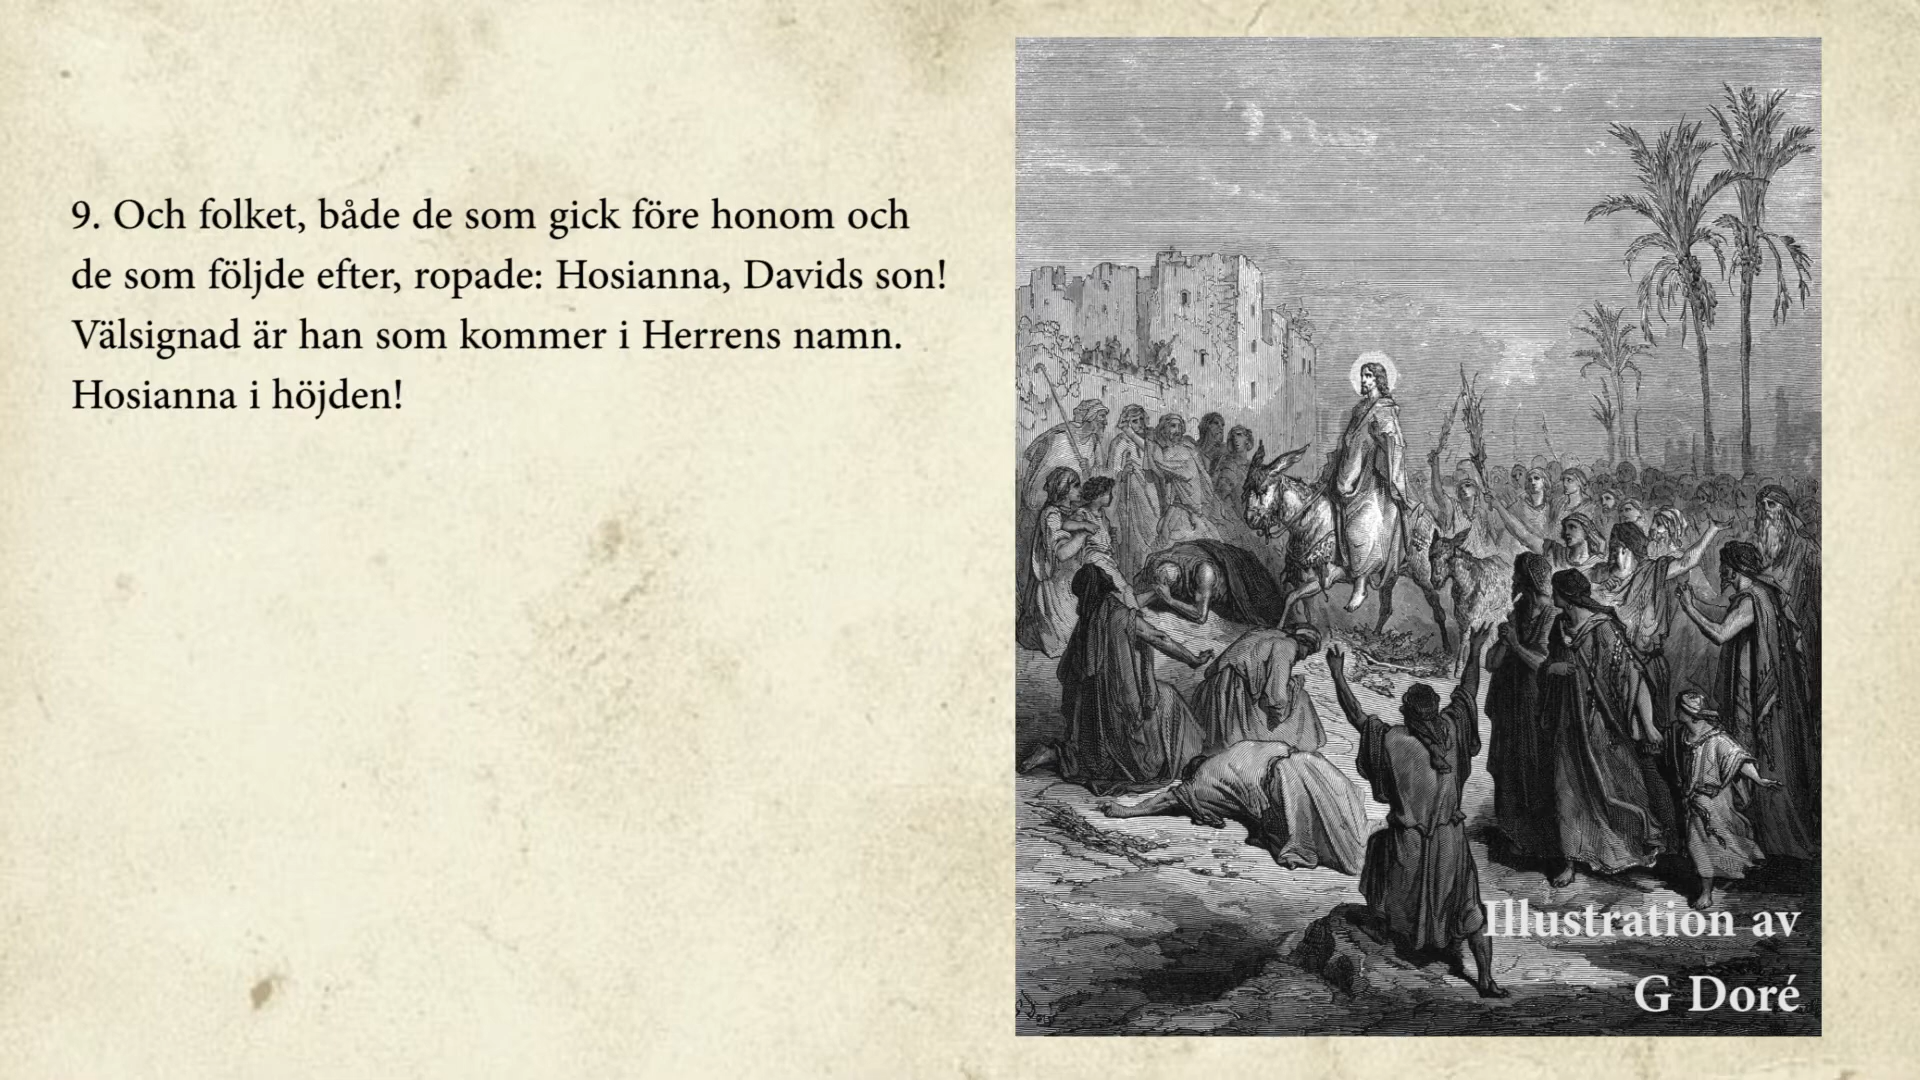 9. Och folket, både de som gick före honom och
de som följde efter, ropade: Hosianna, Davids son!
Välsignad är han som kommer i Herrens namn.
Hosianna i höjden!
Illustration av
G Doré